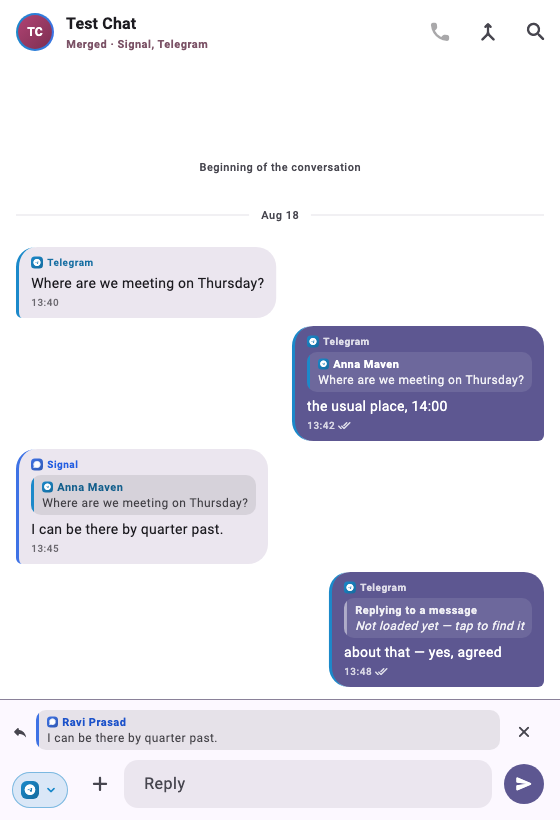 TC
Test Chat
Merged · Signal, Telegram
Beginning of the conversation
Aug 18
Telegram
Where are we meeting on Thursday?
13:40
Telegram
Anna Maven
Where are we meeting on Thursday?
the usual place, 14:00
13:42
Signal
Anna Maven
Where are we meeting on Thursday?
I can be there by quarter past.
13:45
Telegram
Replying to a message
Not loaded yet — tap to find it
about that — yes, agreed
13:48
Ravi Prasad
I can be there by quarter past.
Reply